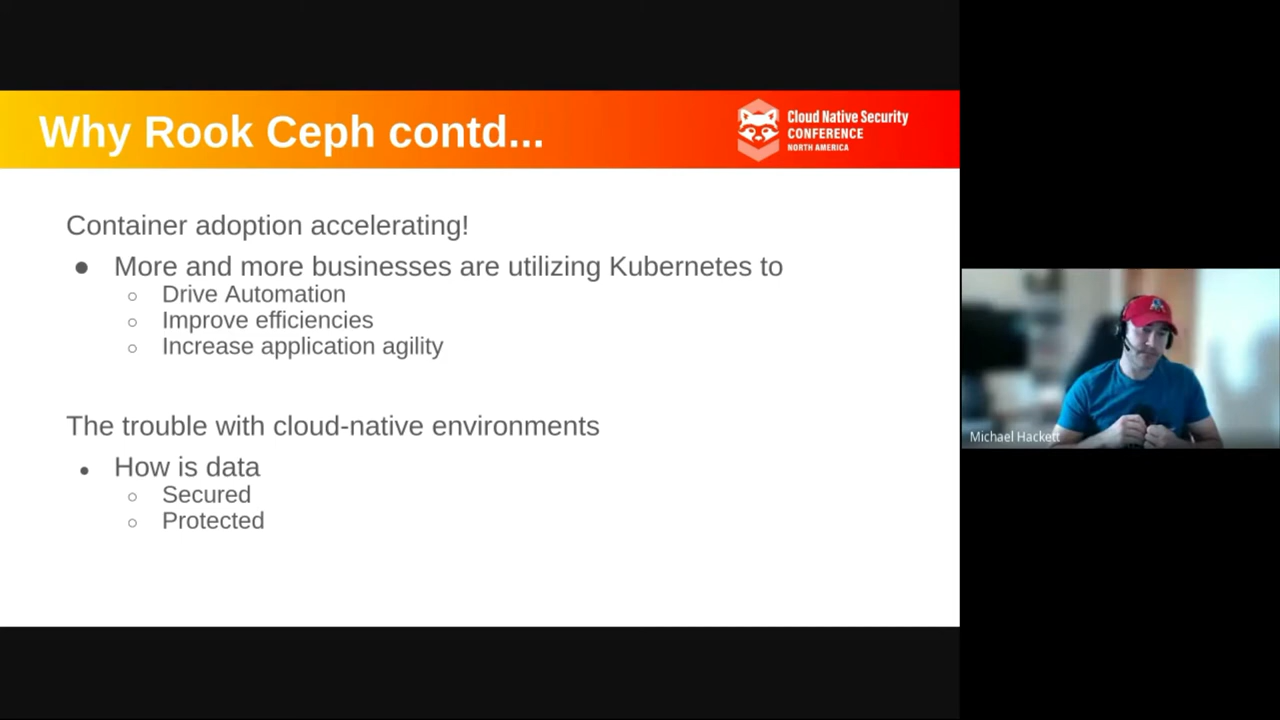 Why Rook Ceph contd...
Cloud Native Security
CONFERENCE
NORTH AMERICA
Container adoption accelerating!
● More and more businesses are utilizing Kubernetes to
○ Drive Automation
○ Improve efficiencies
○ Increase application agility
The trouble with cloud-native environments
● How is data
○ Secured
○ Protected
Michael Hackett